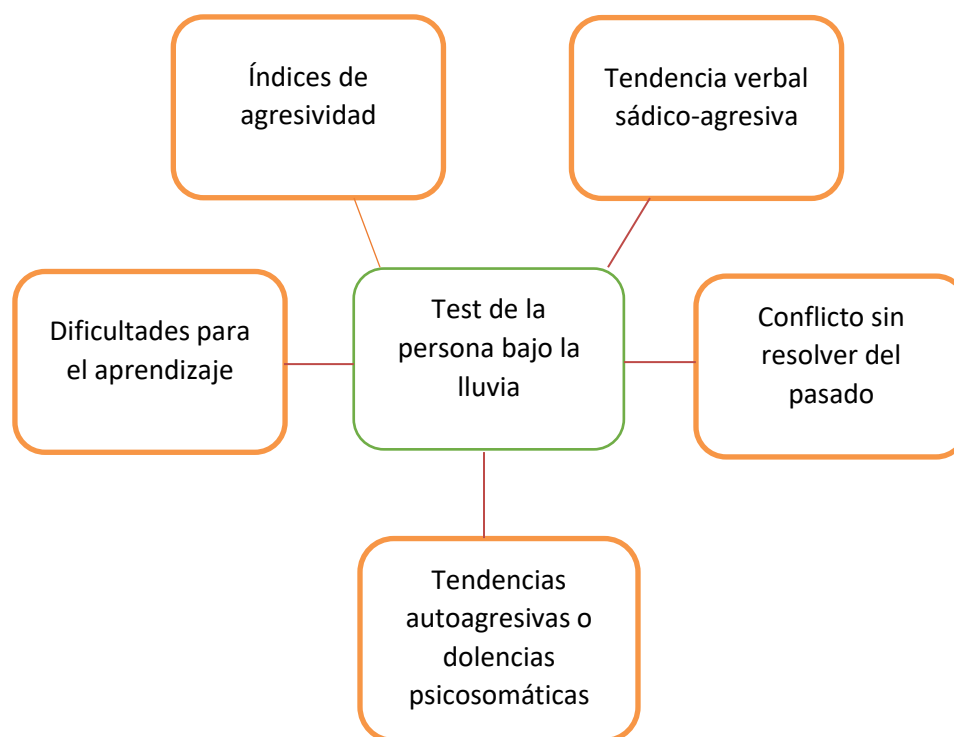 Índices de
agresividad
Tendencia verbal
sádico-agresiva
Dificultades para
el aprendizaje
Test de la
persona bajo la
lluvia
Conflicto sin
resolver del
pasado
Tendencias
autoagresivas o
dolencias
psicosomáticas